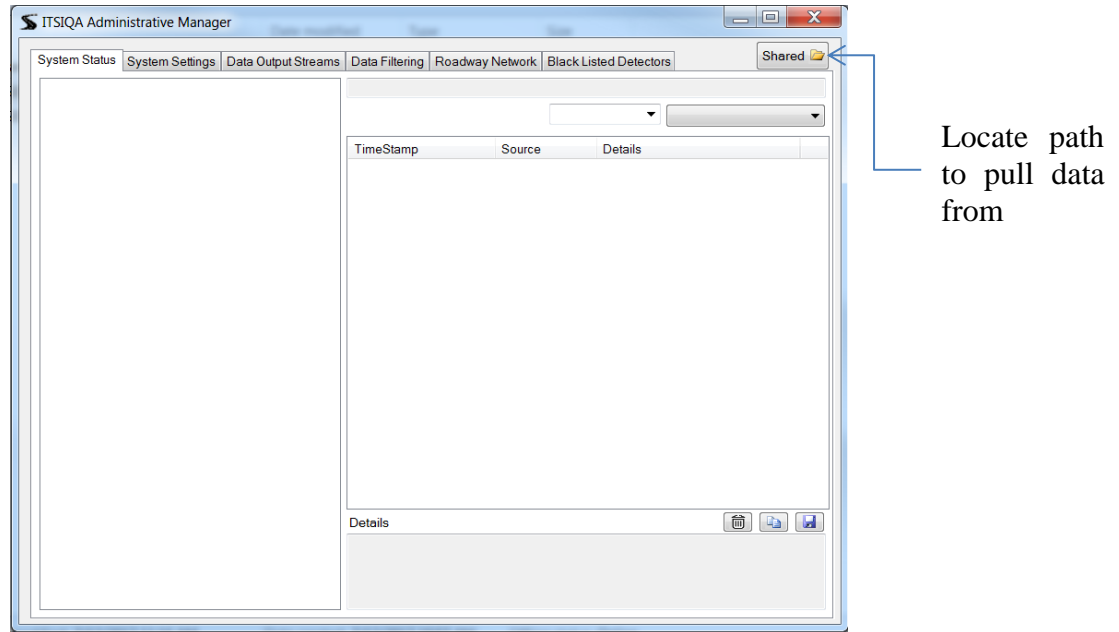 ITSIQA Administrative Manager
System Status System Settings Data Output Streams Data Filtering Roadway Network Black Listed Detectors Shared
TimeStamp Source Details
Details
Locate path
to pull data
from